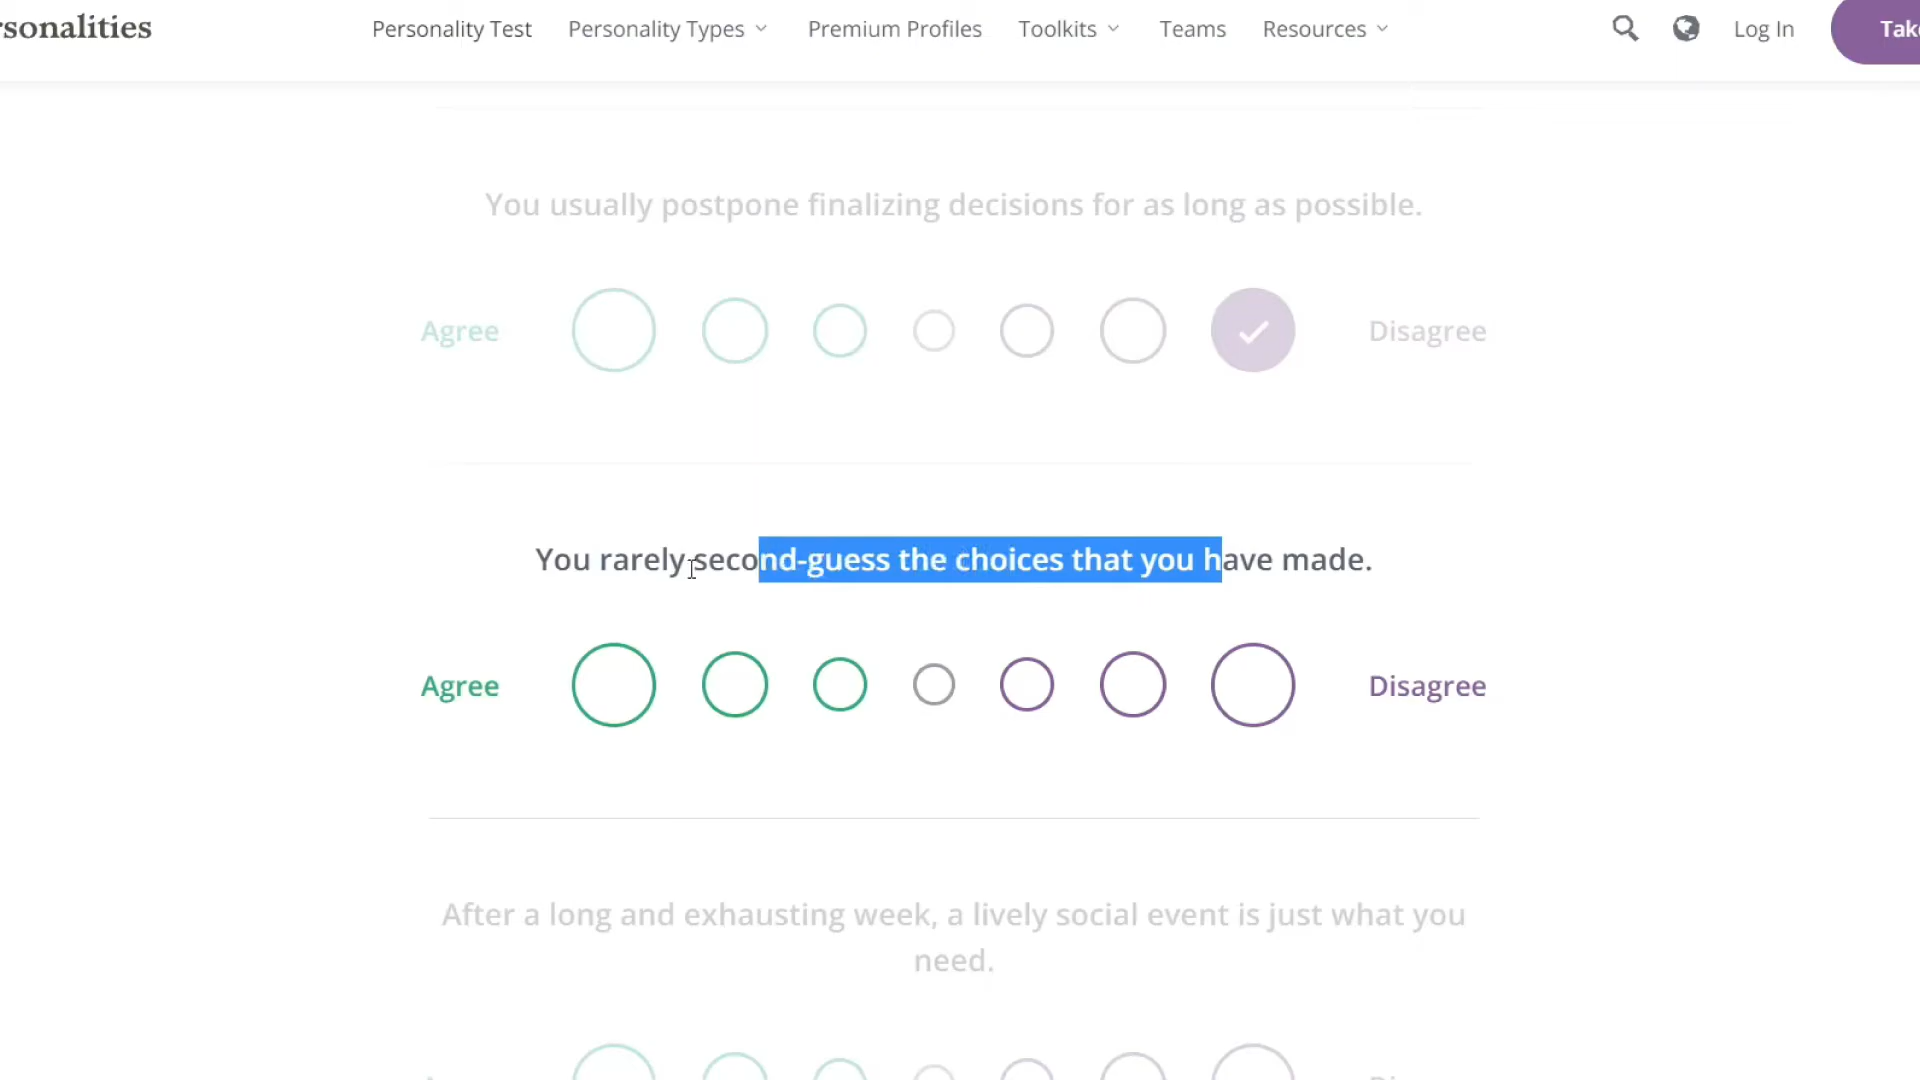 rsonalities Personality Test Personality Types Premium Profiles Toolkits Teams Resources Log In Tak
You usually postpone finalizing decisions for as long as possible.
Agree Disagree
You rarely second-guess the choices that you have made.
Agree Disagree
After a long and exhausting week, a lively social event is just what you
need.